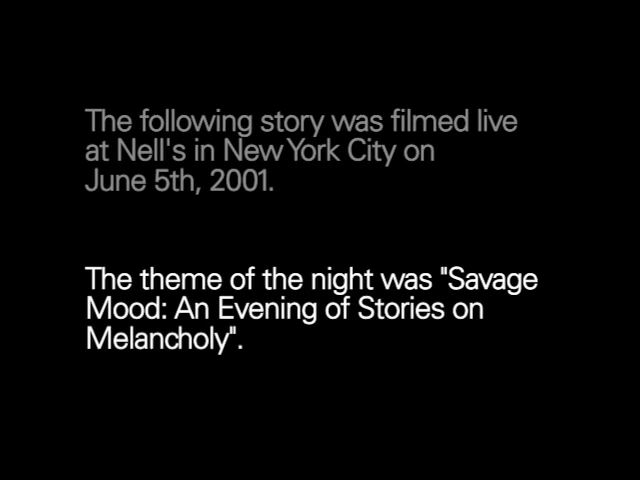 The following story was filmed live
at Nell's in New York City on
June 5th, 2001.
The theme of the night was "Savage
Mood: An Evening of Stories on
Melancholy".